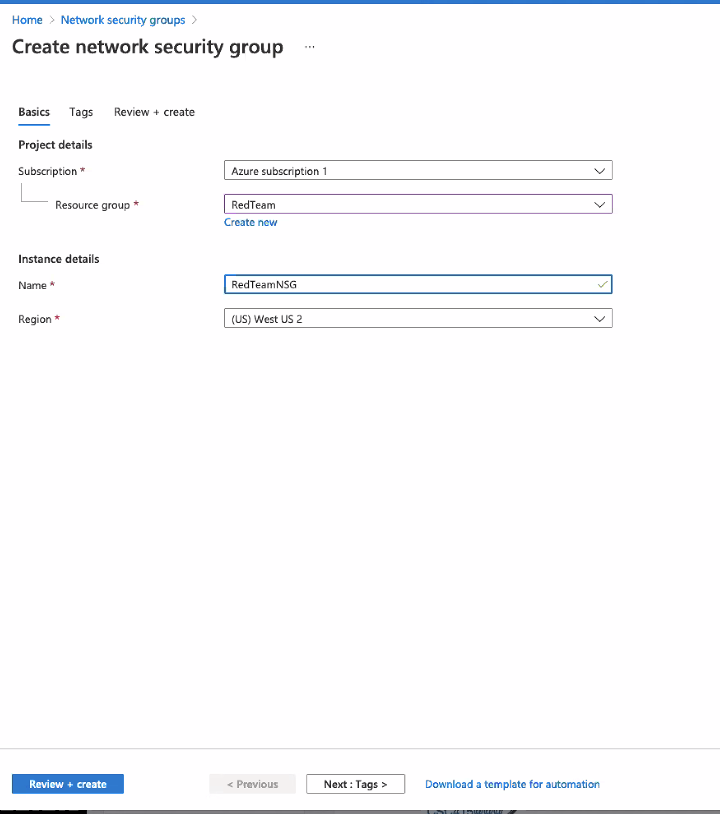 Home > Network security groups >
Create network security group ...
Basics Tags Review + create
Project details
Subscription * Azure subscription 1
Resource group * RedTeam
Create new
Instance details
Name * RedTeamNSG
Region * (US) West US 2
Review + create < Previous Next : Tags > Download a template for automation